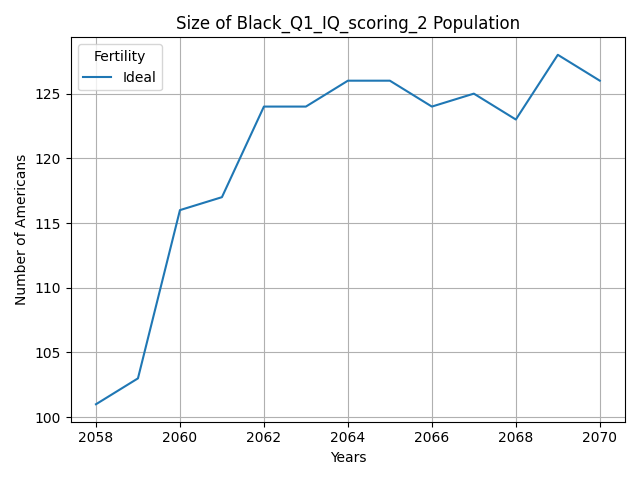 Size of Black_Q1_IQ_scoring_2 Population
Fertility
Ideal
Number of Americans
125
120
115
110
105
100
2058 2060 2062 2064 2066 2068 2070
Years